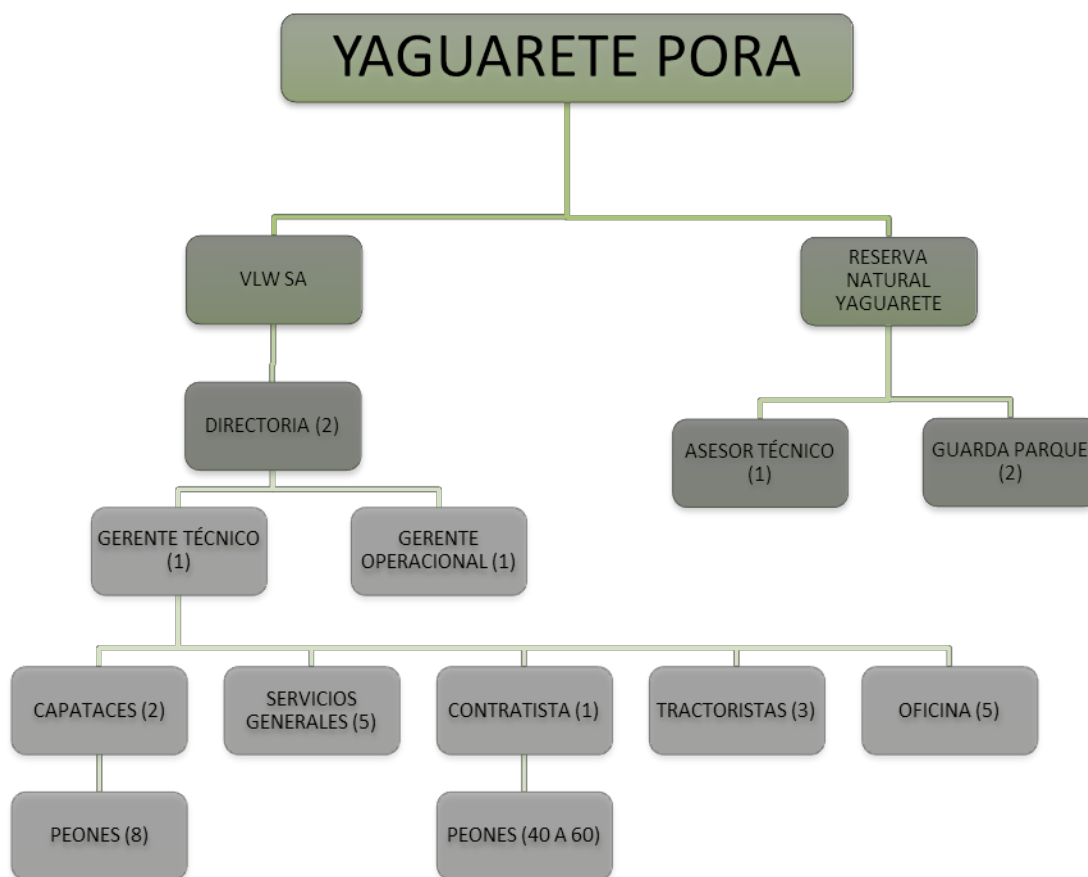 YAGUARETE PORA
VLW SA
RESERVA
NATURAL
YAGUARETE
DIRECTORIA (2)
ASESOR TÉCNICO
(1)
GUARDA PARQUE
(2)
GERENTE TÉCNICO
(1)
GERENTE
OPERACIONAL (1)
CAPATACES (2)
SERVICIOS
GENERALES (5)
CONTRATISTA (1)
TRACTORISTAS (3)
OFICINA (5)
PEONES (8)
PEONES (40 A 60)